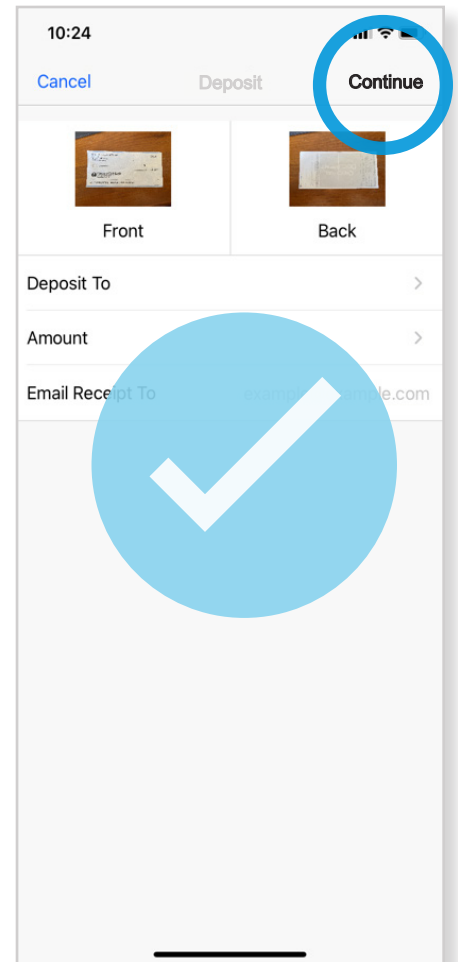 10:24
Cancel Deposit Continue
Front Back
Deposit To
Amount
Email Receipt To